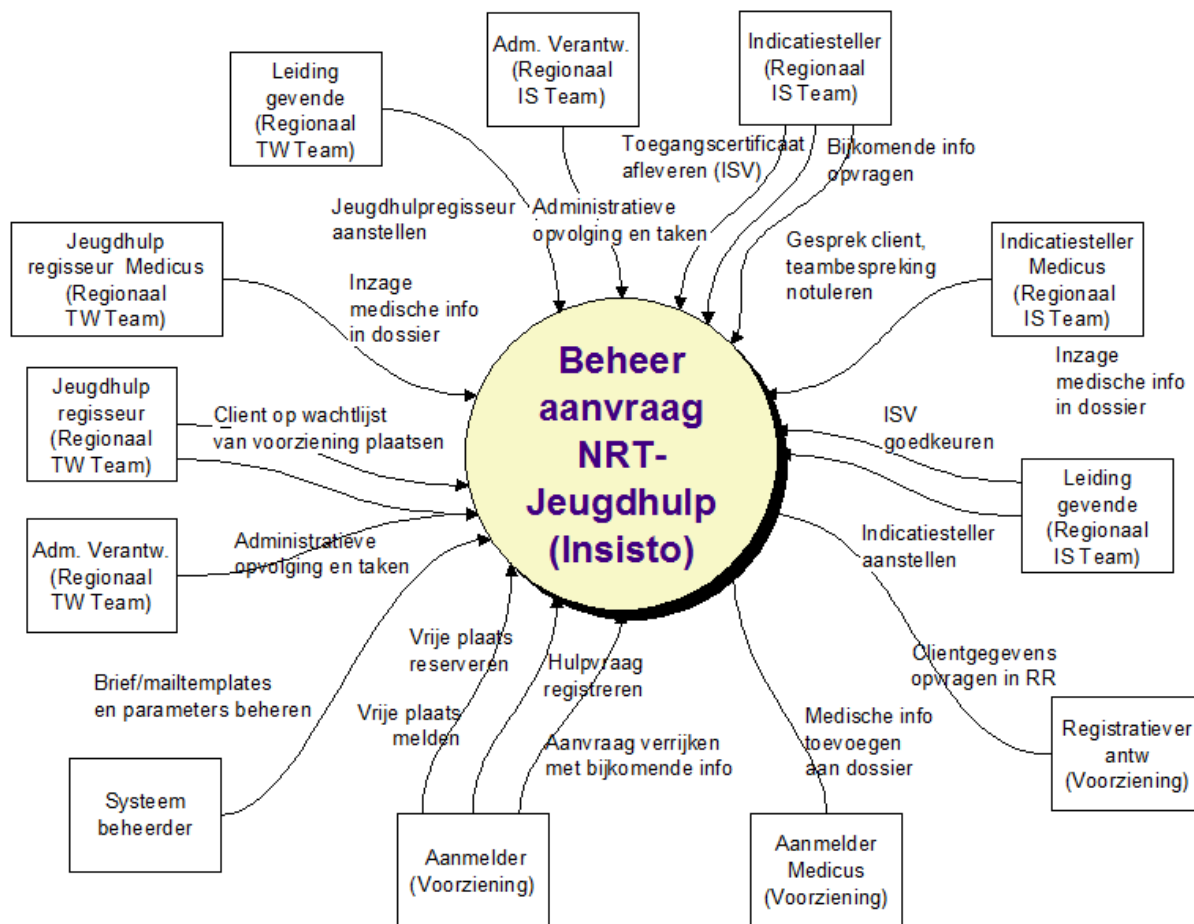 Adm. Verantw.
(Regionaal
IS Team)
Indicatiesteller
(Regionaal
IS Team)
Leiding
gevende
(Regionaal
TW Team)
Toegangscertificaat
afleveren (ISV)
Bijkomende info
opvragen
Jeugdhulpregisseur
aanstellen
Administratieve
opvolging en taken
Jeugdhulp
regisseur Medicus
(Regionaal
TW Team)
Gesprek client,
teambespreking
notuleren
Indicatiesteller
Medicus
(Regionaal
IS Team)
Inzage
medische info
in dossier
Inzage
medische info
in dossier
Beheer
aanvraag
NRT-
Jeugdhulp
(Insisto)
Jeugdhulp
regisseur
(Regionaal
TW Team)
Client op wachtlijst
van voorziening plaatsen
ISV
goedkeuren
Leiding
gevende
(Regionaal
IS Team)
Adm. Verantw.
(Regionaal
TW Team)
Administratieve
opvolging en taken
Indicatiesteller
aanstellen
Vrije plaats
reserveren
Hulpvraag
registreren
Clientgegevens
opvragen in RR
Brief/mailtemplates
en parameters beheren
Vrije plaats
melden
Aanvraag verrijken
met bijkomende info
Medische info
toevoegen
aan dossier
Registratiever
antw
(Voorziening)
Systeem
beheerder
Aanmelder
(Voorziening)
Aanmelder
Medicus
(Voorziening)